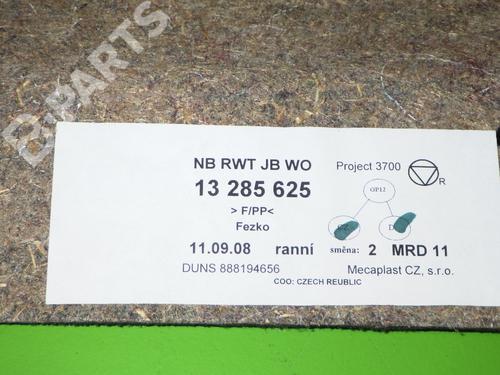 B-PARTS
NB RWT JB WO
Project 3700
R
13 285 625
OP12
> F/PP<
Fezko
11.09.08 ranní směna: 2 MRD 11
DUNS 888194656
Mecaplast CZ, s.r.o.
COO: CZECH REUBLIC